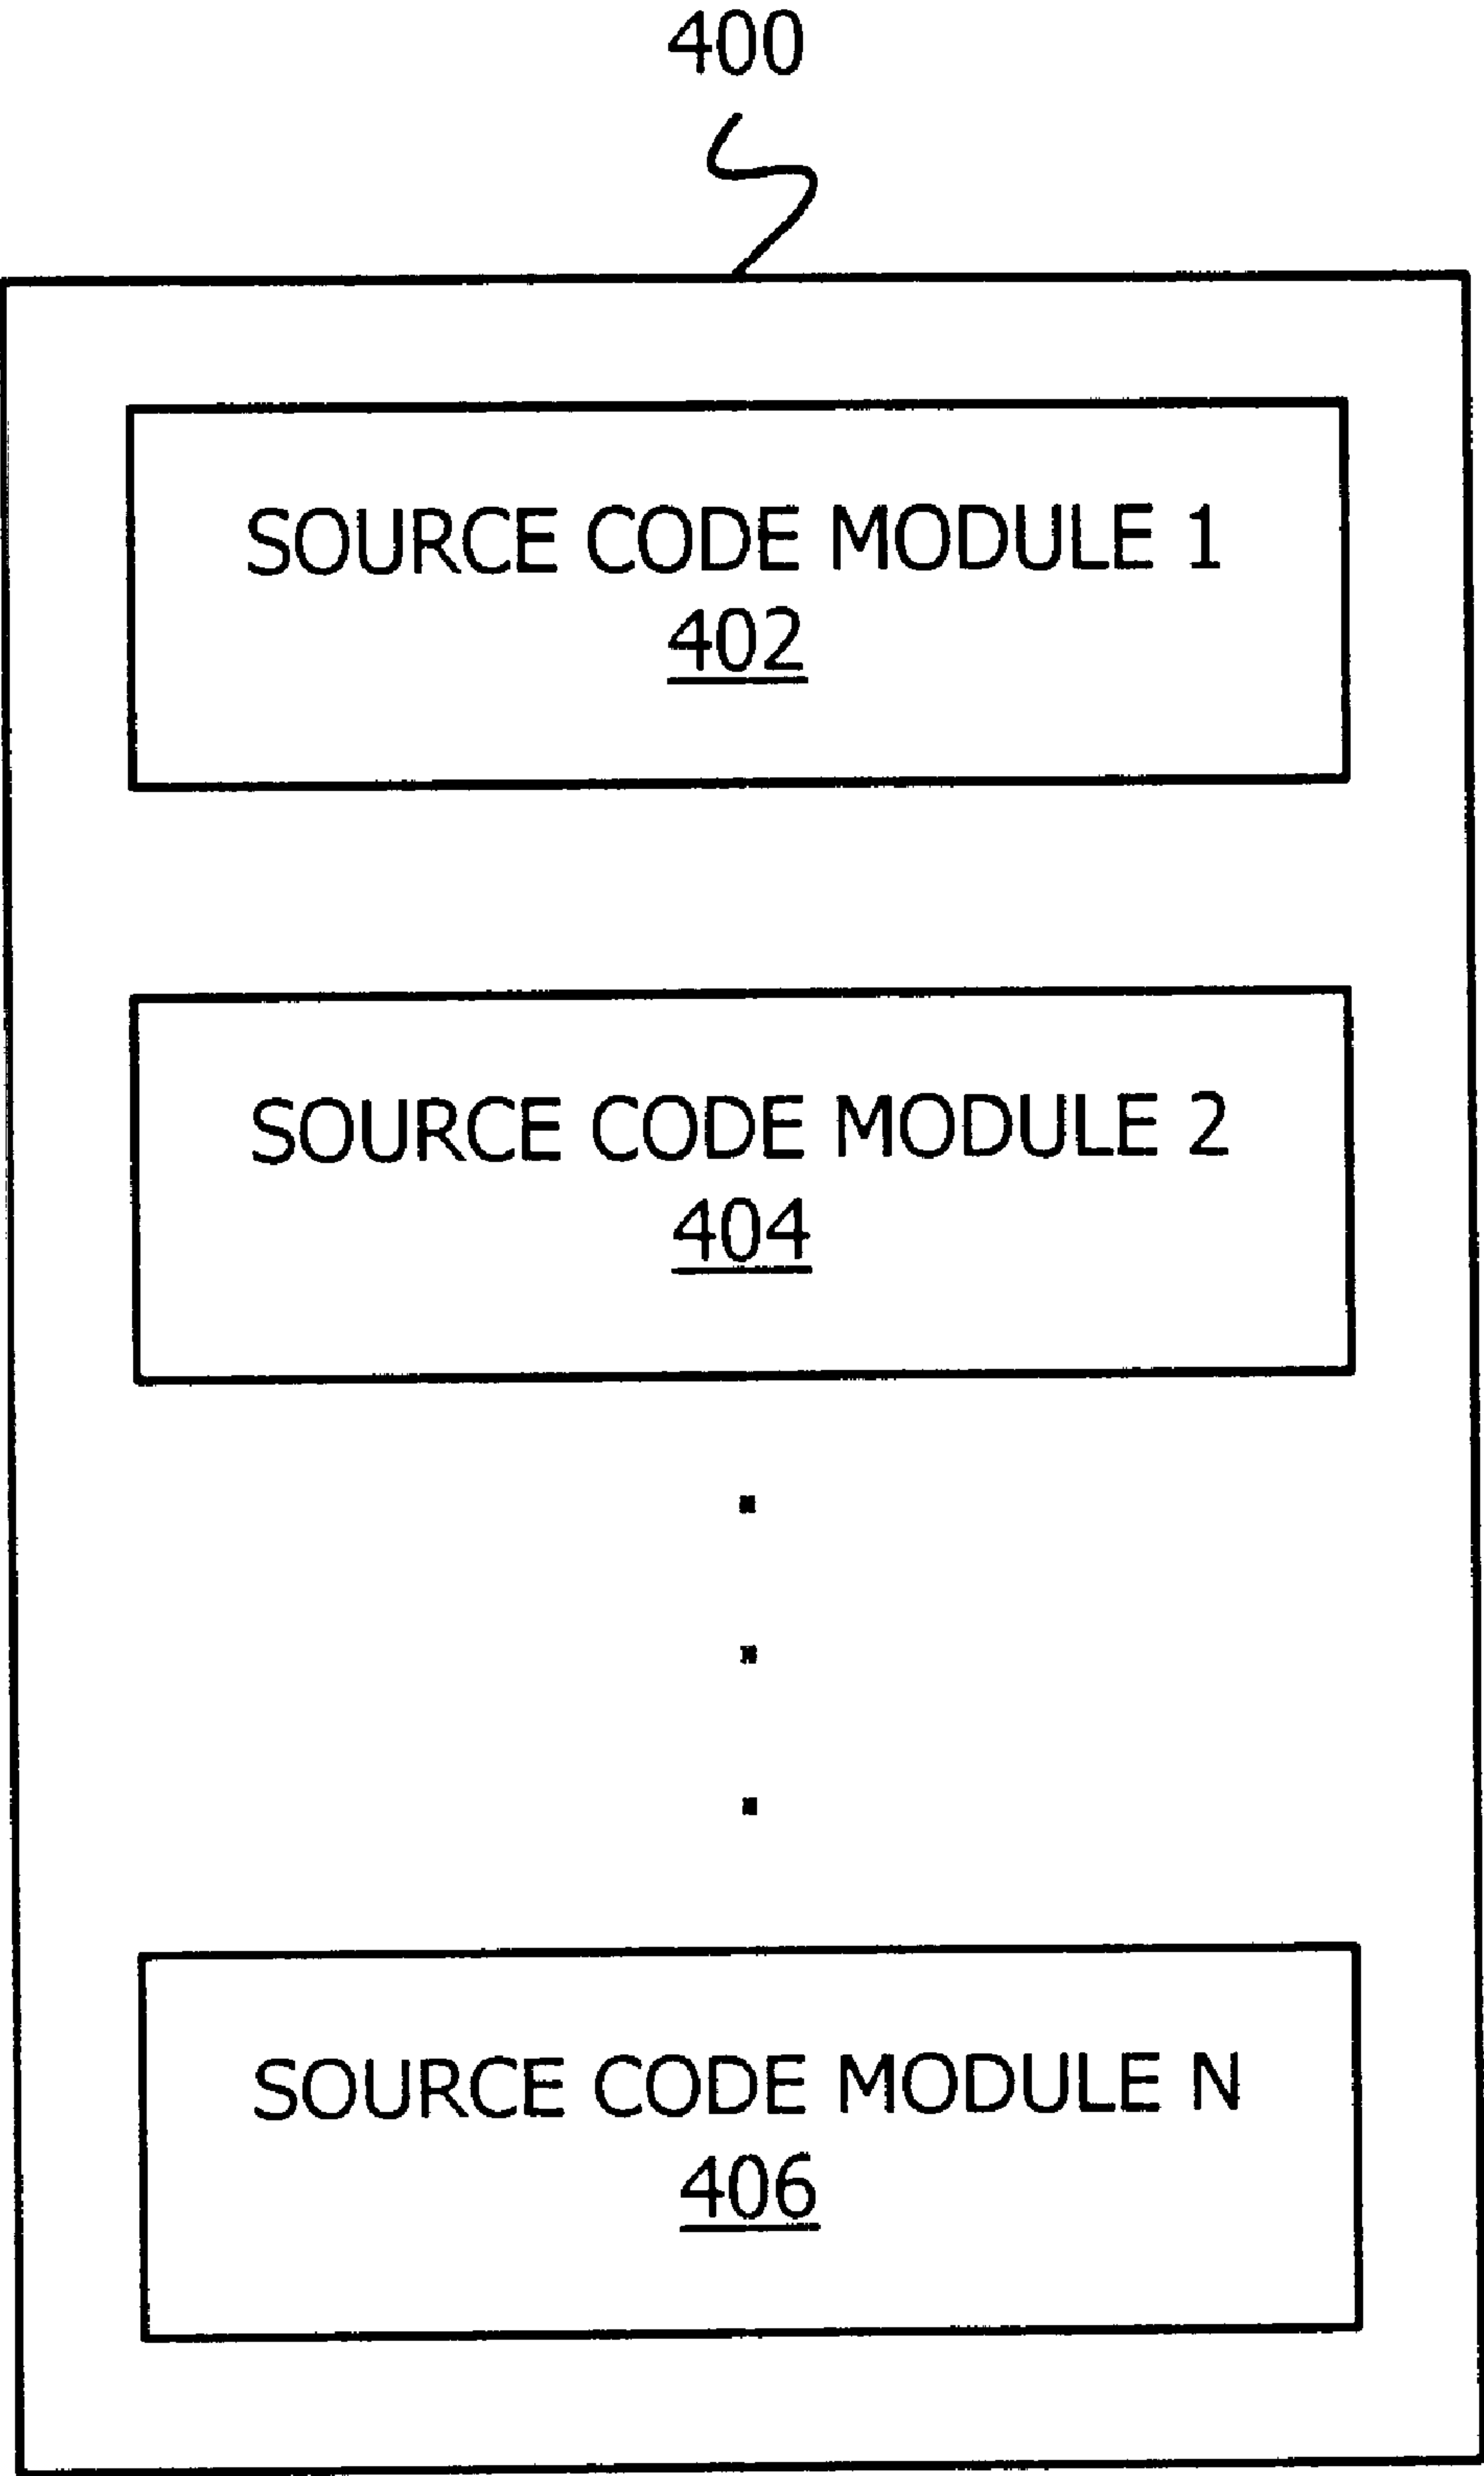 400
SOURCE CODE MODULE 1
402
SOURCE CODE MODULE 2
404
SOURCE CODE MODULE N
406